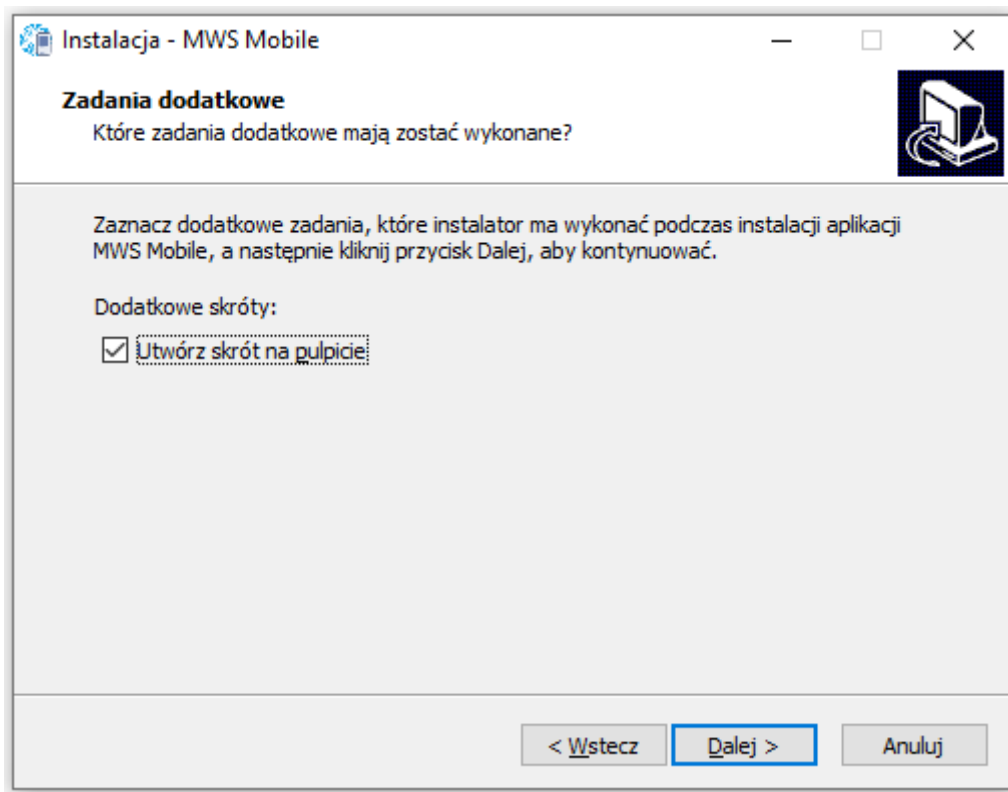 Instalacja - MWS Mobile
Zadania dodatkowe
Które zadania dodatkowe mają zostać wykonane?
Zaznacz dodatkowe zadania, które instalator ma wykonać podczas instalacji aplikacji
MWS Mobile, a następnie kliknij przycisk Dalej, aby kontynuować.
Dodatkowe skróty:
Utwórz skrót na pulpicie
< Wstecz
Dalej >
Anuluj